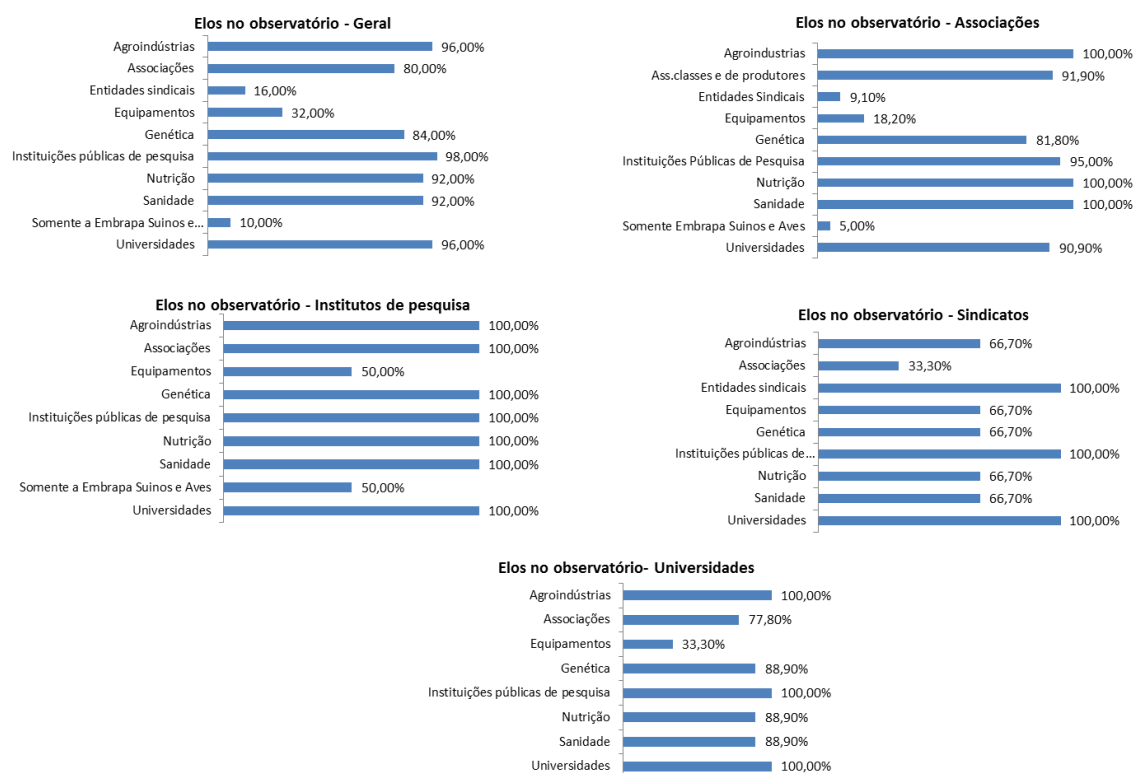 Elos no observatório - Geral
Agroindústrias 96,00%
Associações 80,00%
Entidades sindicais 16,00%
Equipamentos 32,00%
Genética 84,00%
Instituições públicas de pesquisa 98,00%
Nutrição 92,00%
Sanidade 92,00%
Somente a Embrapa Suinos e... 10,00%
Universidades 96,00%
Elos no observatório - Associações
Agroindustrias 100,00%
Ass.classes e de produtores 91,90%
Entidades Sindicais 9,10%
Equipamentos 18,20%
Genética 81,80%
Instituições Públicas de Pesquisa 95,00%
Nutrição 100,00%
Sanidade 100,00%
Somente Embrapa Suinos e Aves 5,00%
Universidades 90,90%
Elos no observatório - Institutos de pesquisa
Agroindústrias 100,00%
Associações 100,00%
Equipamentos 50,00%
Genética 100,00%
Instituições públicas de pesquisa 100,00%
Nutrição 100,00%
Sanidade 100,00%
Somente a Embrapa Suinos e Aves 50,00%
Universidades 100,00%
Elos no observatório - Sindicatos
Agroindústrias 66,70%
Associações 33,30%
Entidades sindicais 100,00%
Equipamentos 66,70%
Genética 66,70%
Instituições públicas de... 100,00%
Nutrição 66,70%
Sanidade 66,70%
Universidades 100,00%
Elos no observatório- Universidades
Agroindústrias 100,00%
Associações 77,80%
Equipamentos 33,30%
Genética 88,90%
Instituições públicas de pesquisa 100,00%
Nutrição 88,90%
Sanidade 88,90%
Universidades 100,00%